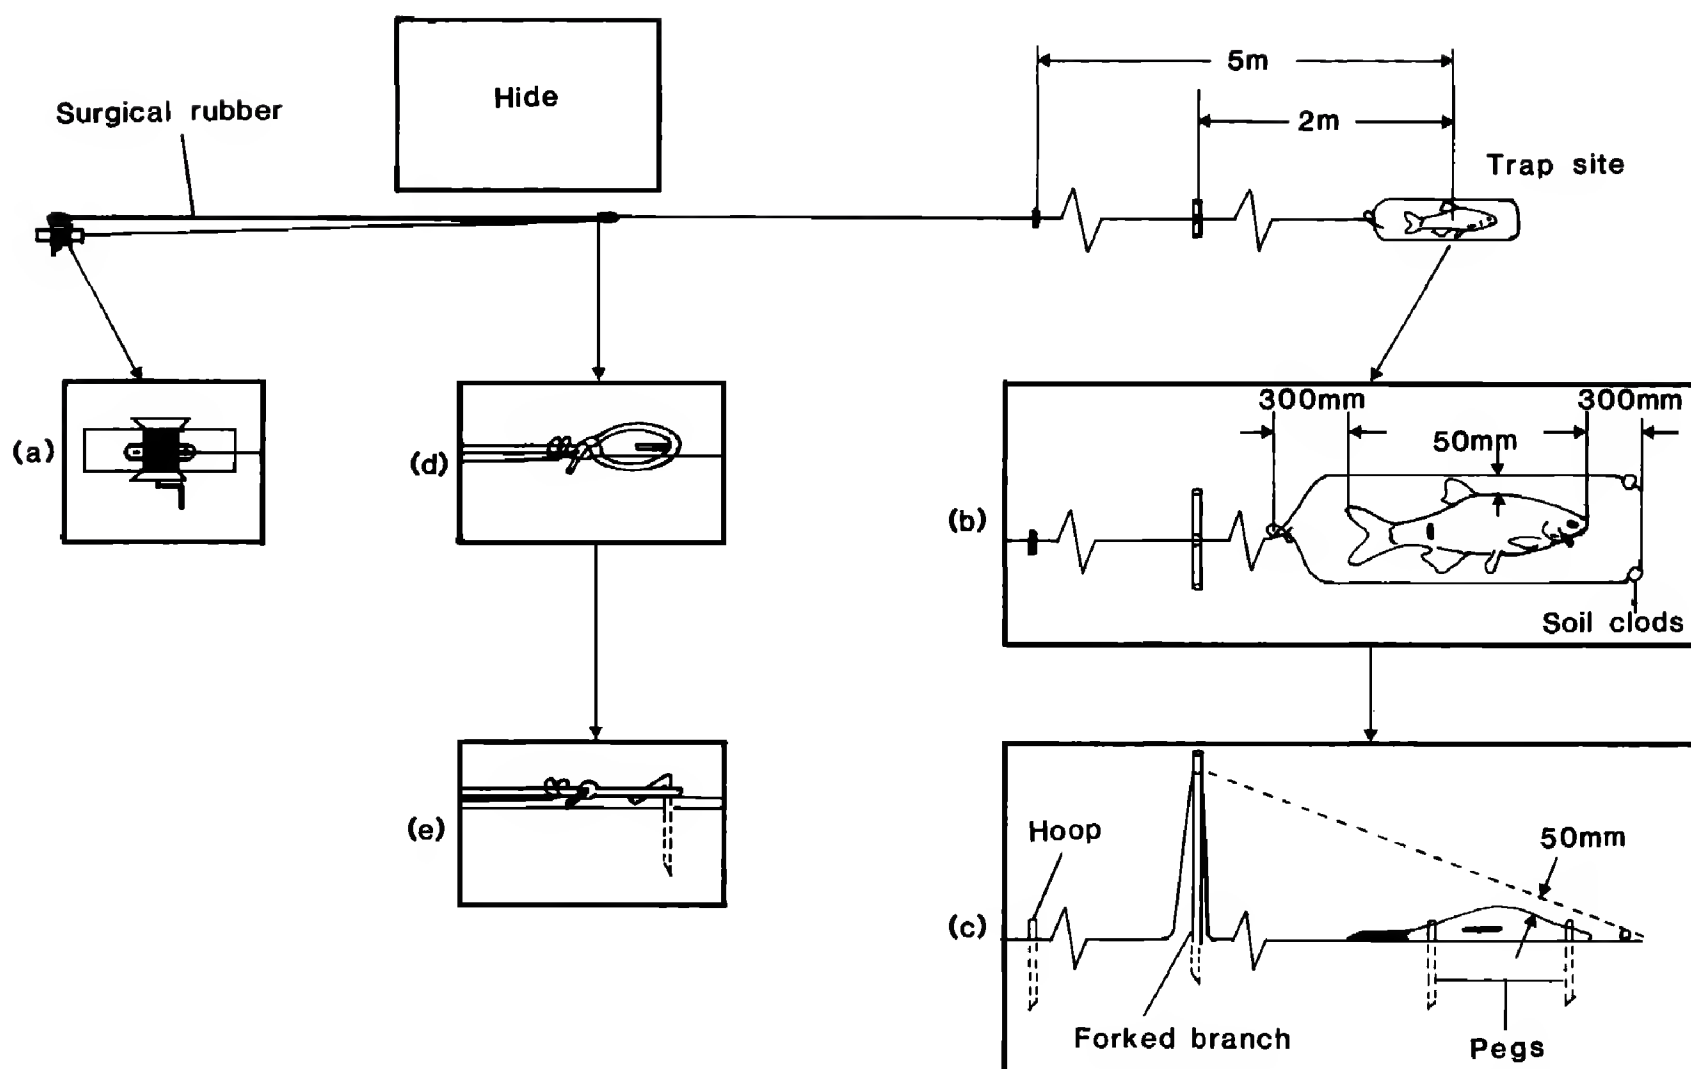 5m
Hide
2m
Surgical rubber
Trap site
300mm
300mm
50mm
(a)
(d)
(b)
Soil clods
(e)
Hoop
50mm
(c)
Forked branch
Pegs